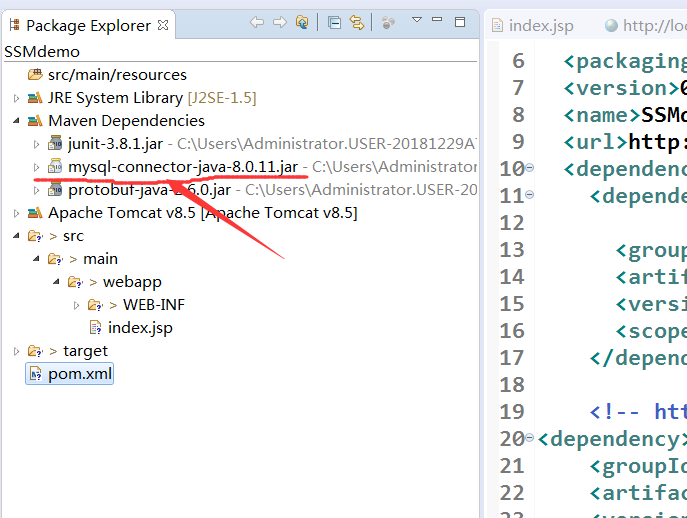 Package Explorer
SSMdemo
src/main/resources
JRE System Library [J2SE-1.5]
Maven Dependencies
junit-3.8.1.jar - C:\Users\Administrator.USER-20181229A
mysql-connector-java-8.0.11.jar - C:\Users\Administrator
protobuf-java-2.6.0.jar - C:\Users\Administrator.USER-20
Apache Tomcat v8.5 [Apache Tomcat v8.5]
> src
> main
> webapp
> WEB-INF
index.jsp
> target
pom.xml
index.jsp
http://loc
6 <packaging
7 <version>0
8 <name>SSMd
9 <url>http:
10 <dependenc
11 <depende
12
13 <group
14 <artif
15 <versi
16 <scope
17 </depend
18
19 <!-- htt
20 <dependency>
21 <groupId
22 <artifac
23 <version